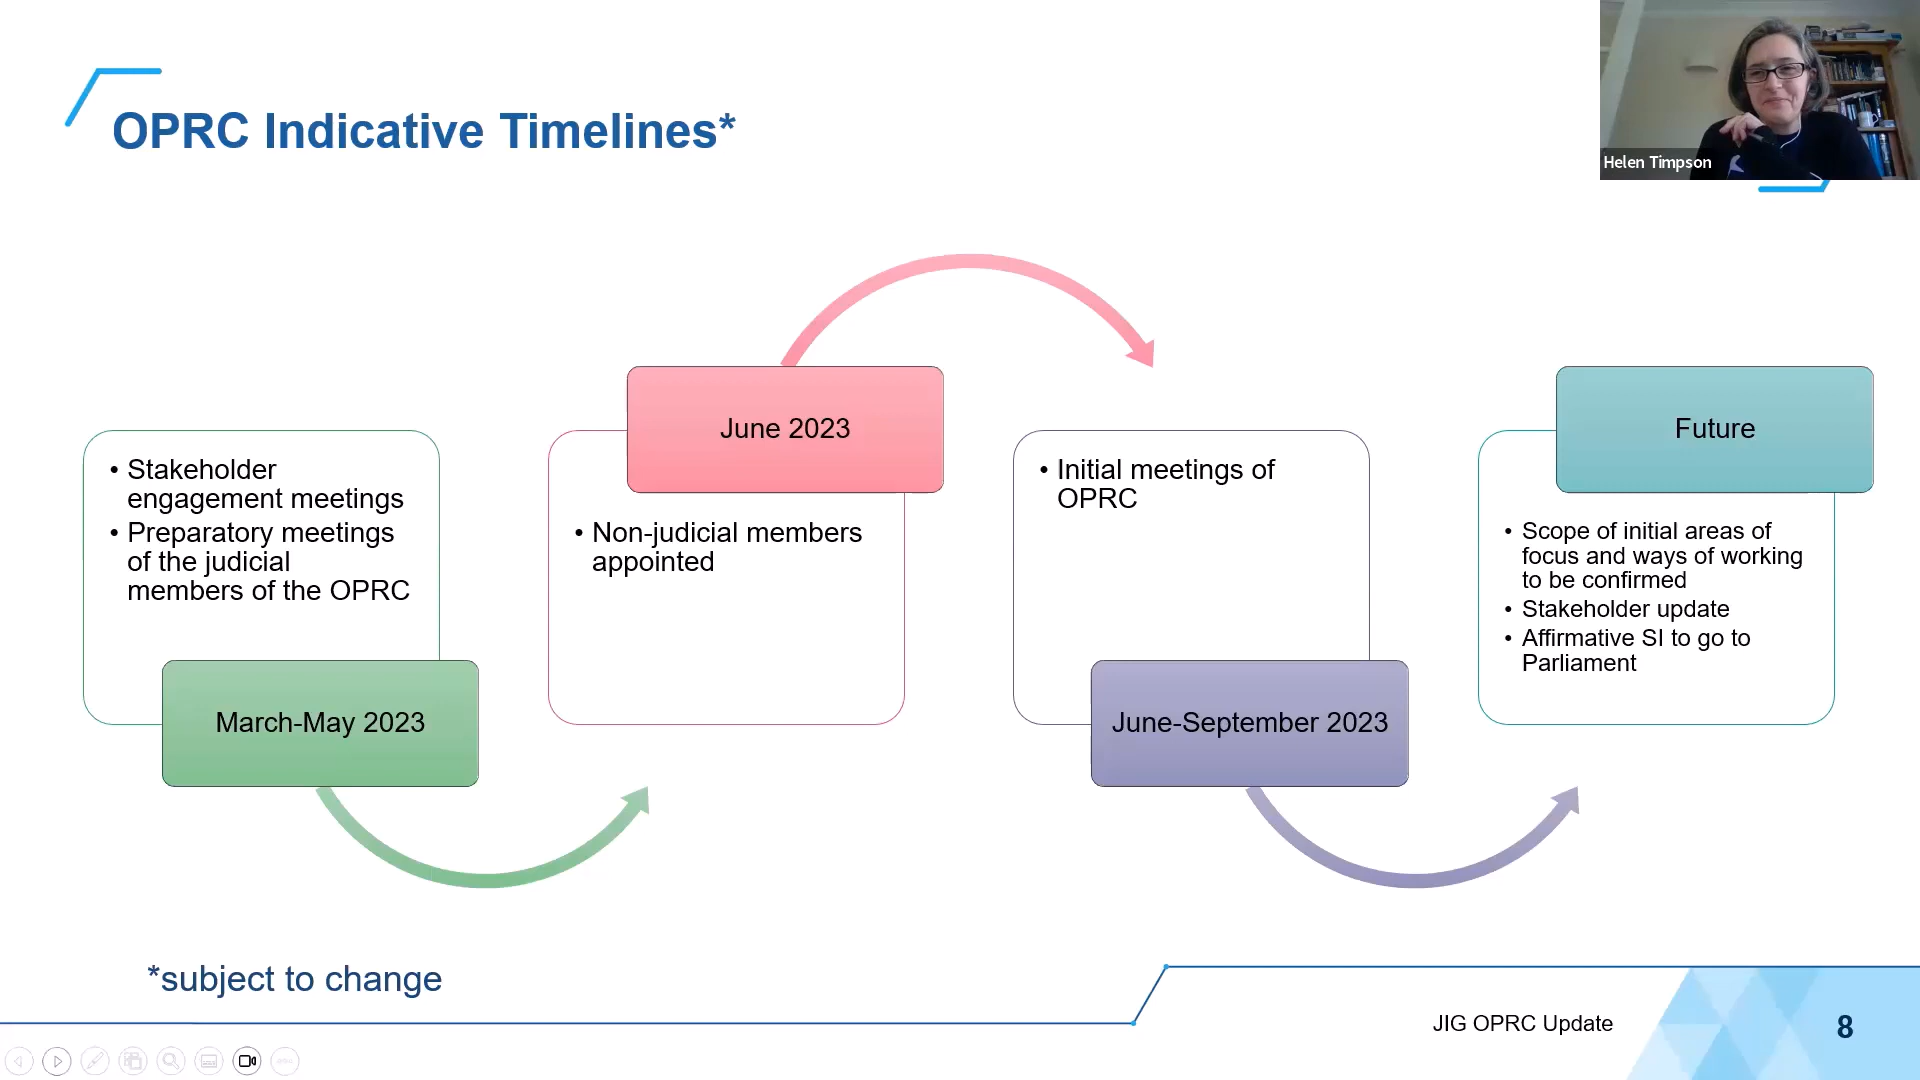 OPRC Indicative Timelines*
Helen Timpson
• Stakeholder
engagement meetings
• Preparatory meetings
of the judicial
members of the OPRC
March-May 2023
June 2023
• Non-judicial members
appointed
• Initial meetings of
OPRC
June-September 2023
Future
• Scope of initial areas of
focus and ways of working
to be confirmed
• Stakeholder update
• Affirmative SI to go to
Parliament
*subject to change
JIG OPRC Update
8